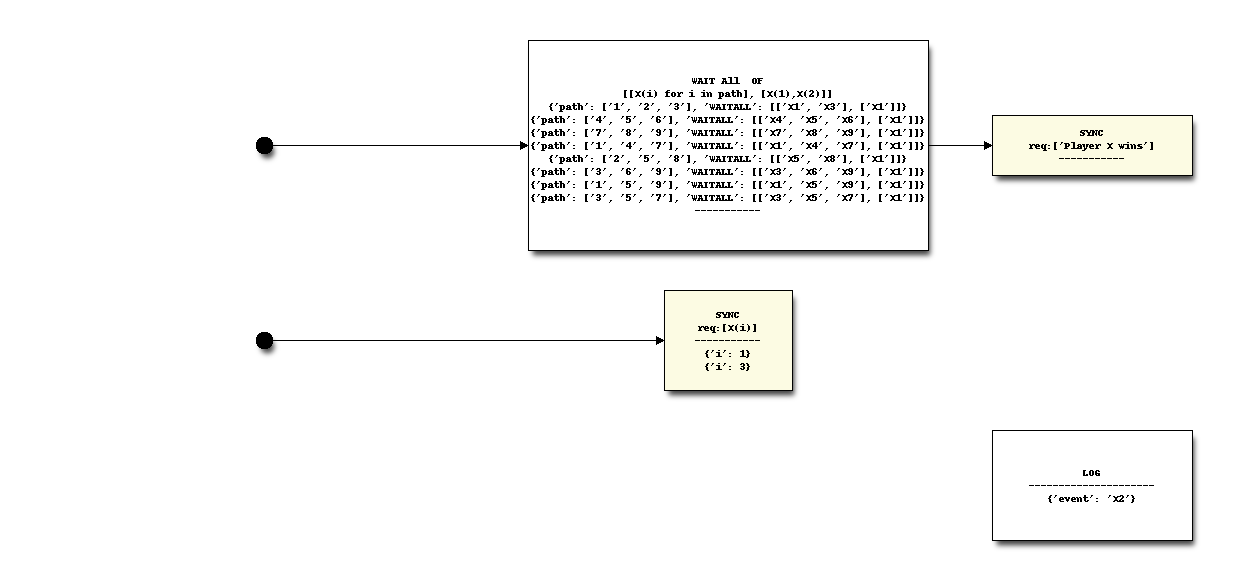 WAIT All OF
[[X(i) for i in path], [X(1),X(2)]]
{'path': ['1', '2', '3'], 'WAITALL': [['x1', 'x3'], ['x1']]}
{'path': ['4', '5', '6'], 'WAITALL': [['x4', 'x5', 'x6'], ['x1']]}
{'path': ['7', '8', '9'], 'WAITALL': [['x7', 'x8', 'x9'], ['x1']]}
{'path': ['1', '4', '7'], 'WAITALL': [['x1', 'x4', 'x7'], ['x1']]}
{'path': ['2', '5', '8'], 'WAITALL': [['x5', 'x8'], ['x1']]}
{'path': ['3', '6', '9'], 'WAITALL': [['x3', 'x6', 'x9'], ['x1']]}
{'path': ['1', '5', '9'], 'WAITALL': [['x1', 'x5', 'x9'], ['x1']]}
{'path': ['3', '5', '7'], 'WAITALL': [['x3', 'x5', 'x7'], ['x1']]}
-----------
SYNC
req:['Player X wins']
-----------
SYNC
req:[X(i)]
-----------
{'i': 1}
{'i': 3}
LOG
---------------------
{'event': 'x2'}